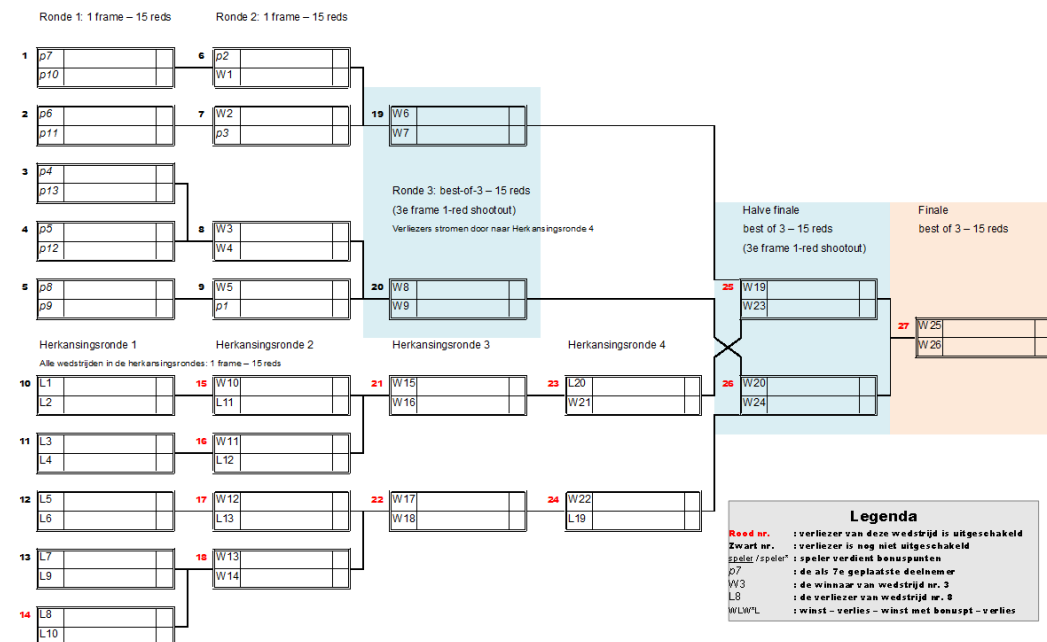 Ronde 1: 1 frame – 15 reds
Ronde 2: 1 frame – 15 reds
1 p7
p10
6 p2
W1
2 p6
p11
7 W2
p3
19 W6
W7
3 p4
p13
4 p5
p12
8 W3
W4
Ronde 3: best-of-3 – 15 reds
(3e frame 1-red shootout)
Verliezers stromen door naar Herkansingsronde 4
5 p8
p9
9 W5
p1
20 W8
W9
Halve finale
best of 3 – 15 reds
(3e frame 1-red shootout)
Finale
best of 3 – 15 reds
25 W19
W23
27 W25
W26
26 W20
W24
Herkansingsronde 1
Herkansingsronde 2
Herkansingsronde 3
Herkansingsronde 4
Alle wedstrijden in de herkansingsrondes: 1 frame – 15 reds
10 L1
L2
15 W10
L11
21 W15
W16
23 L20
W21
11 L3
L4
16 W11
L12
12 L5
L6
17 W12
L13
22 W17
W18
24 W22
L19
13 L7
L9
18 W13
W14
14 L8
L10
Legenda
Rood nr. : verliezer van deze wedstrijd is uitgeschakeld
Zwart nr. : verliezer is nog niet uitgeschakeld
speler / speler* : speler verdient bonuspunten
p7 : de als 7e geplaatste deelnemer
W3 : de winnaar van wedstrijd nr. 3
L8 : de verliezer van wedstrijd nr. 8
WLW*L : winst – verlies – winst met bonuspt – verlies